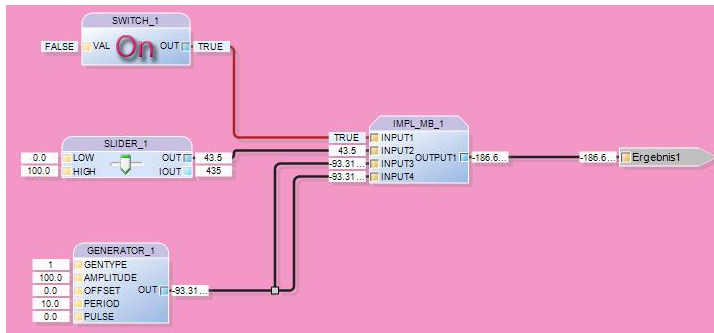 SWITCH_1
FALSE VAL On OUT TRUE
IMPL_MB_1
TRUE INPUT1
43.5 INPUT2
-93.31... INPUT3
-93.31... INPUT4
OUTPUT1 -186.6...
-186.6... Ergebnis1
SLIDER_1
0.0 LOW OUT 43.5
100.0 HIGH IOUT 435
GENERATOR_1
1 GENTYPE
100.0 AMPLITUDE
0.0 OFFSET OUT -93.31...
10.0 PERIOD
0.0 PULSE